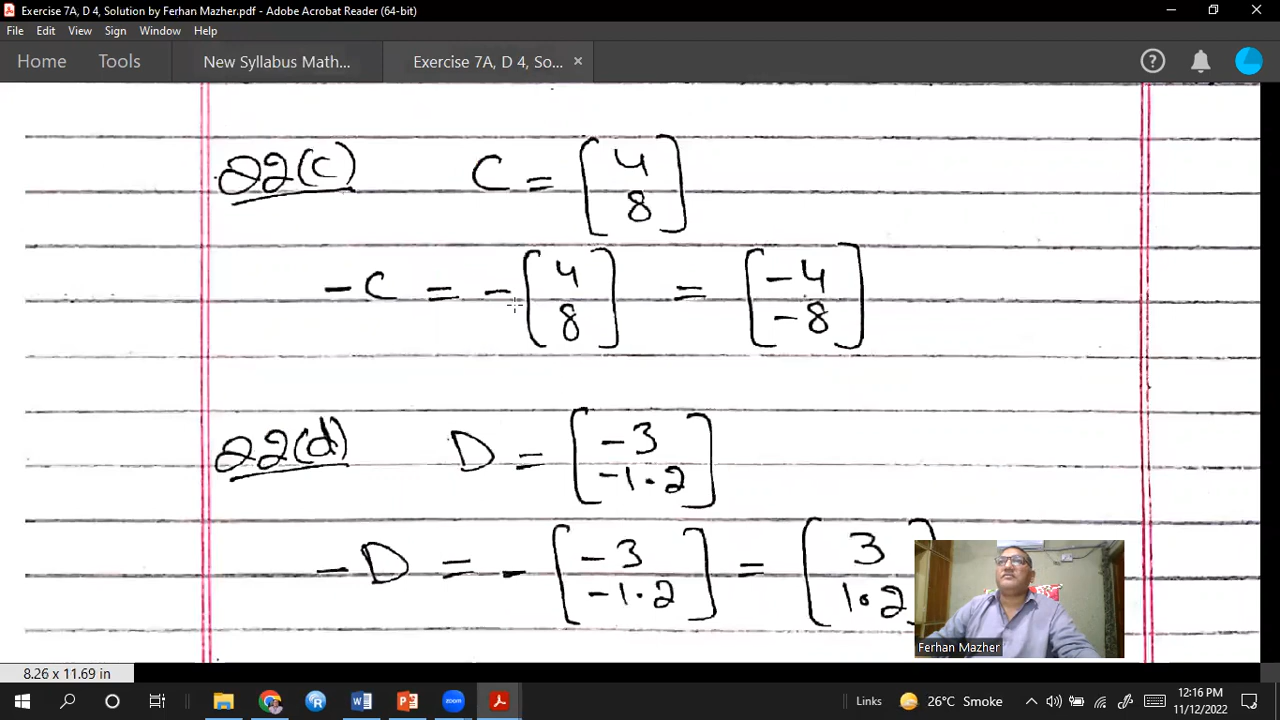 Exercise 7A, D 4, Solution by Ferhan Mazher.pdf - Adobe Acrobat Reader (64-bit)
File Edit View Sign Window Help
Home Tools New Syllabus Math... Exercise 7A, D 4, So... ×
22(c) C = [4
8]
-C = -[4
8] = [-4
-8]
22(d) D = [-3
-1.2]
-D = -[-3
-1.2] = [3
1.2
Ferhan Mazher
8.26 x 11.69 in
Links 26°C Smoke 12:16 PM
11/12/2022